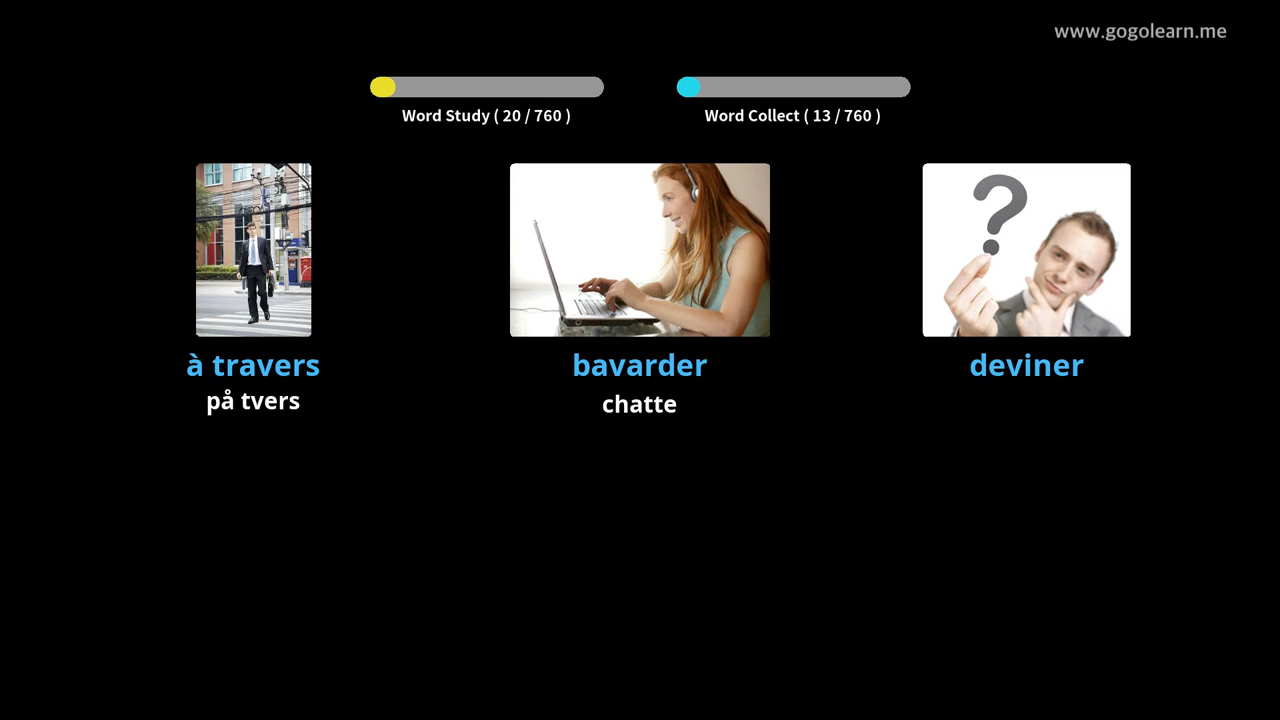 www.gogolearn.me
Word Study ( 20 / 760 )
Word Collect ( 13 / 760 )
à travers
på tvers
bavarder
chatte
deviner